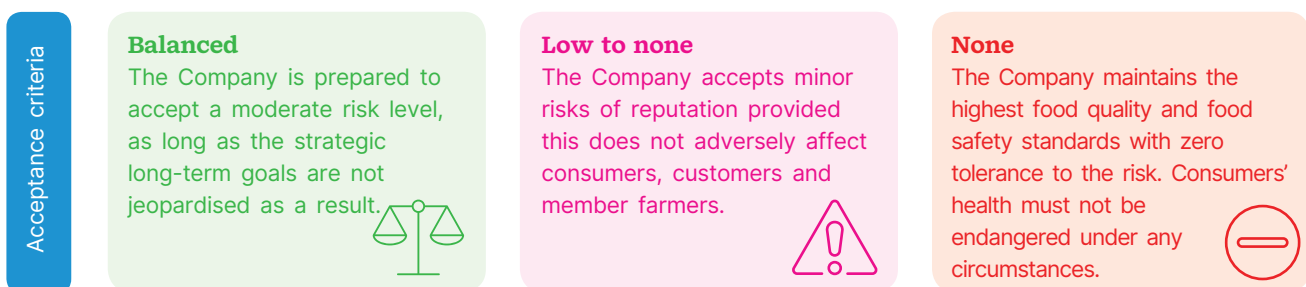 Acceptance criteria
Balanced
The Company is prepared to
accept a moderate risk level,
as long as the strategic
long-term goals are not
jeopardised as a result.
Low to none
The Company accepts minor
risks of reputation provided
this does not adversely affect
consumers, customers and
member farmers.
None
The Company maintains the
highest food quality and food
safety standards with zero
tolerance to the risk. Consumers’
health must not be
endangered under any
circumstances.